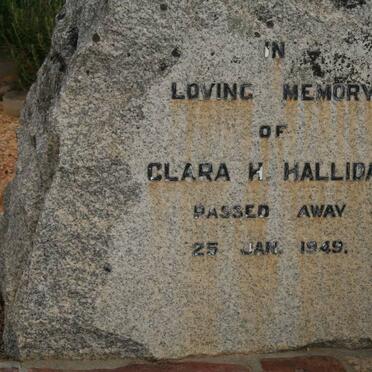 IN
LOVING MEMORY
OF
CLARA H. HALLIDA
PASSED AWAY
25 JAN. 1949.